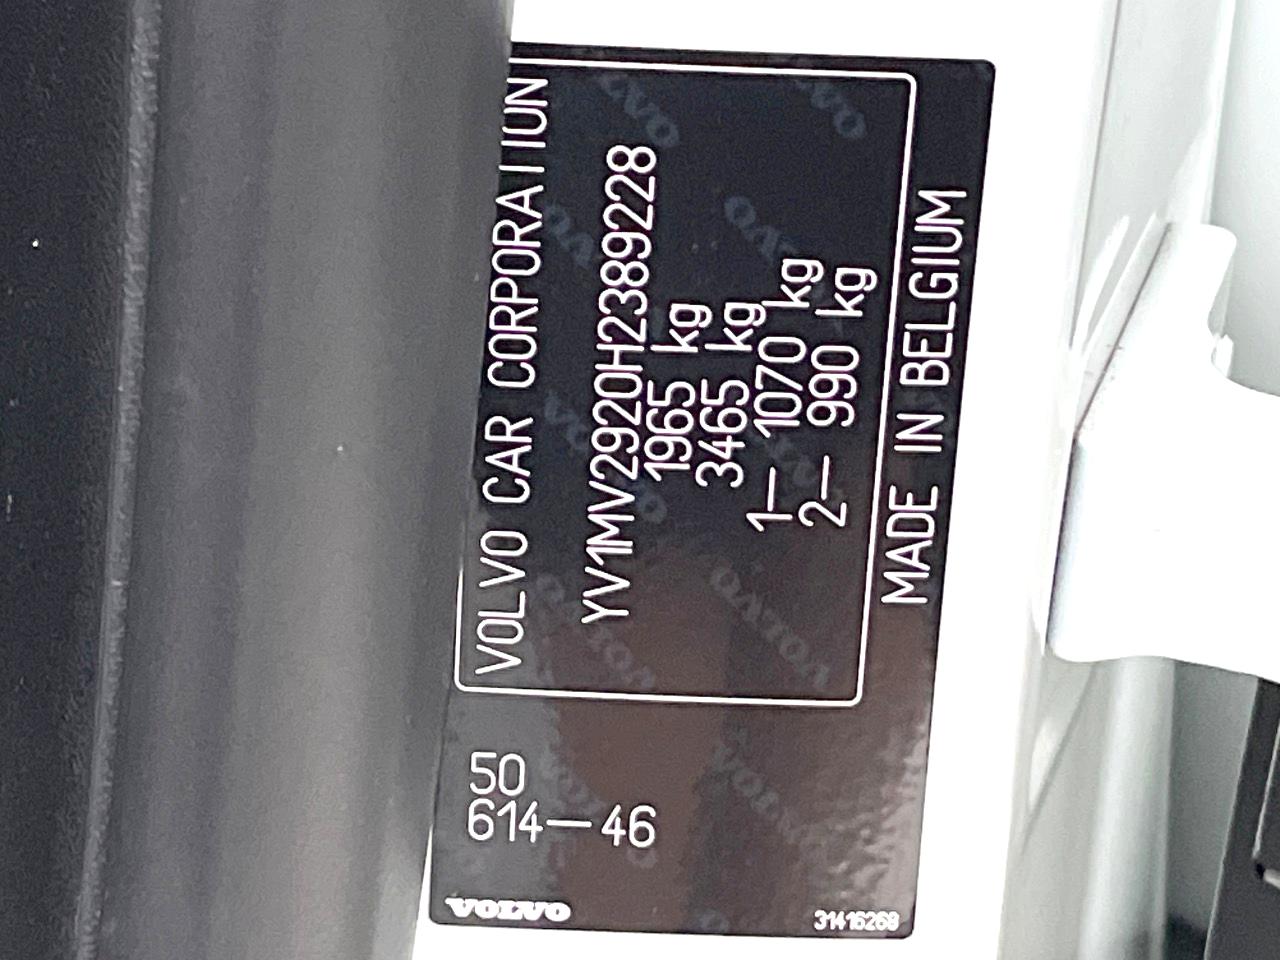 VOLVO CAR CORPORATION
YV1MV2920H2389228
1965 kg
3465 kg
1— 1070 kg
2— 990 kg
MADE IN BELGIUM
50
614—46
VOLVO
31416268